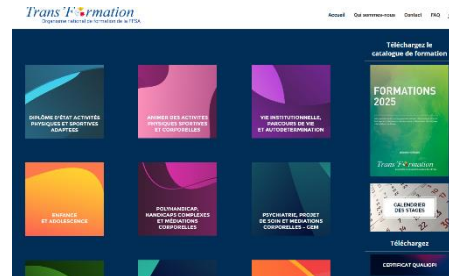 Trans'Formation
Organisme national de formation de la FFSA
Accueil Qui sommes-nous Contact FAQ
DIPLÔME D'ÉTAT ACTIVITÉS
PHYSIQUES ET SPORTIVES
ADAPTÉES
ANIMER DES ACTIVITÉS
PHYSIQUES SPORTIVES
ET CORPORELLES
VIE INSTITUTIONNELLE,
PARCOURS DE VIE
ET AUTODÉTERMINATION
ENFANCE
ET ADOLESCENCE
POLYHANDICAP,
HANDICAPS COMPLEXES
ET MÉDIATIONS
CORPORELLES
PSYCHIATRIE, PROJET
DE SOIN ET MÉDIATIONS
CORPORELLES - GEM
Téléchargez le
catalogue de formation
FORMATIONS
2025
Trans'Formation
CALENDRIER
DES STAGES
Téléchargez
CERTIFICAT QUALIOPI